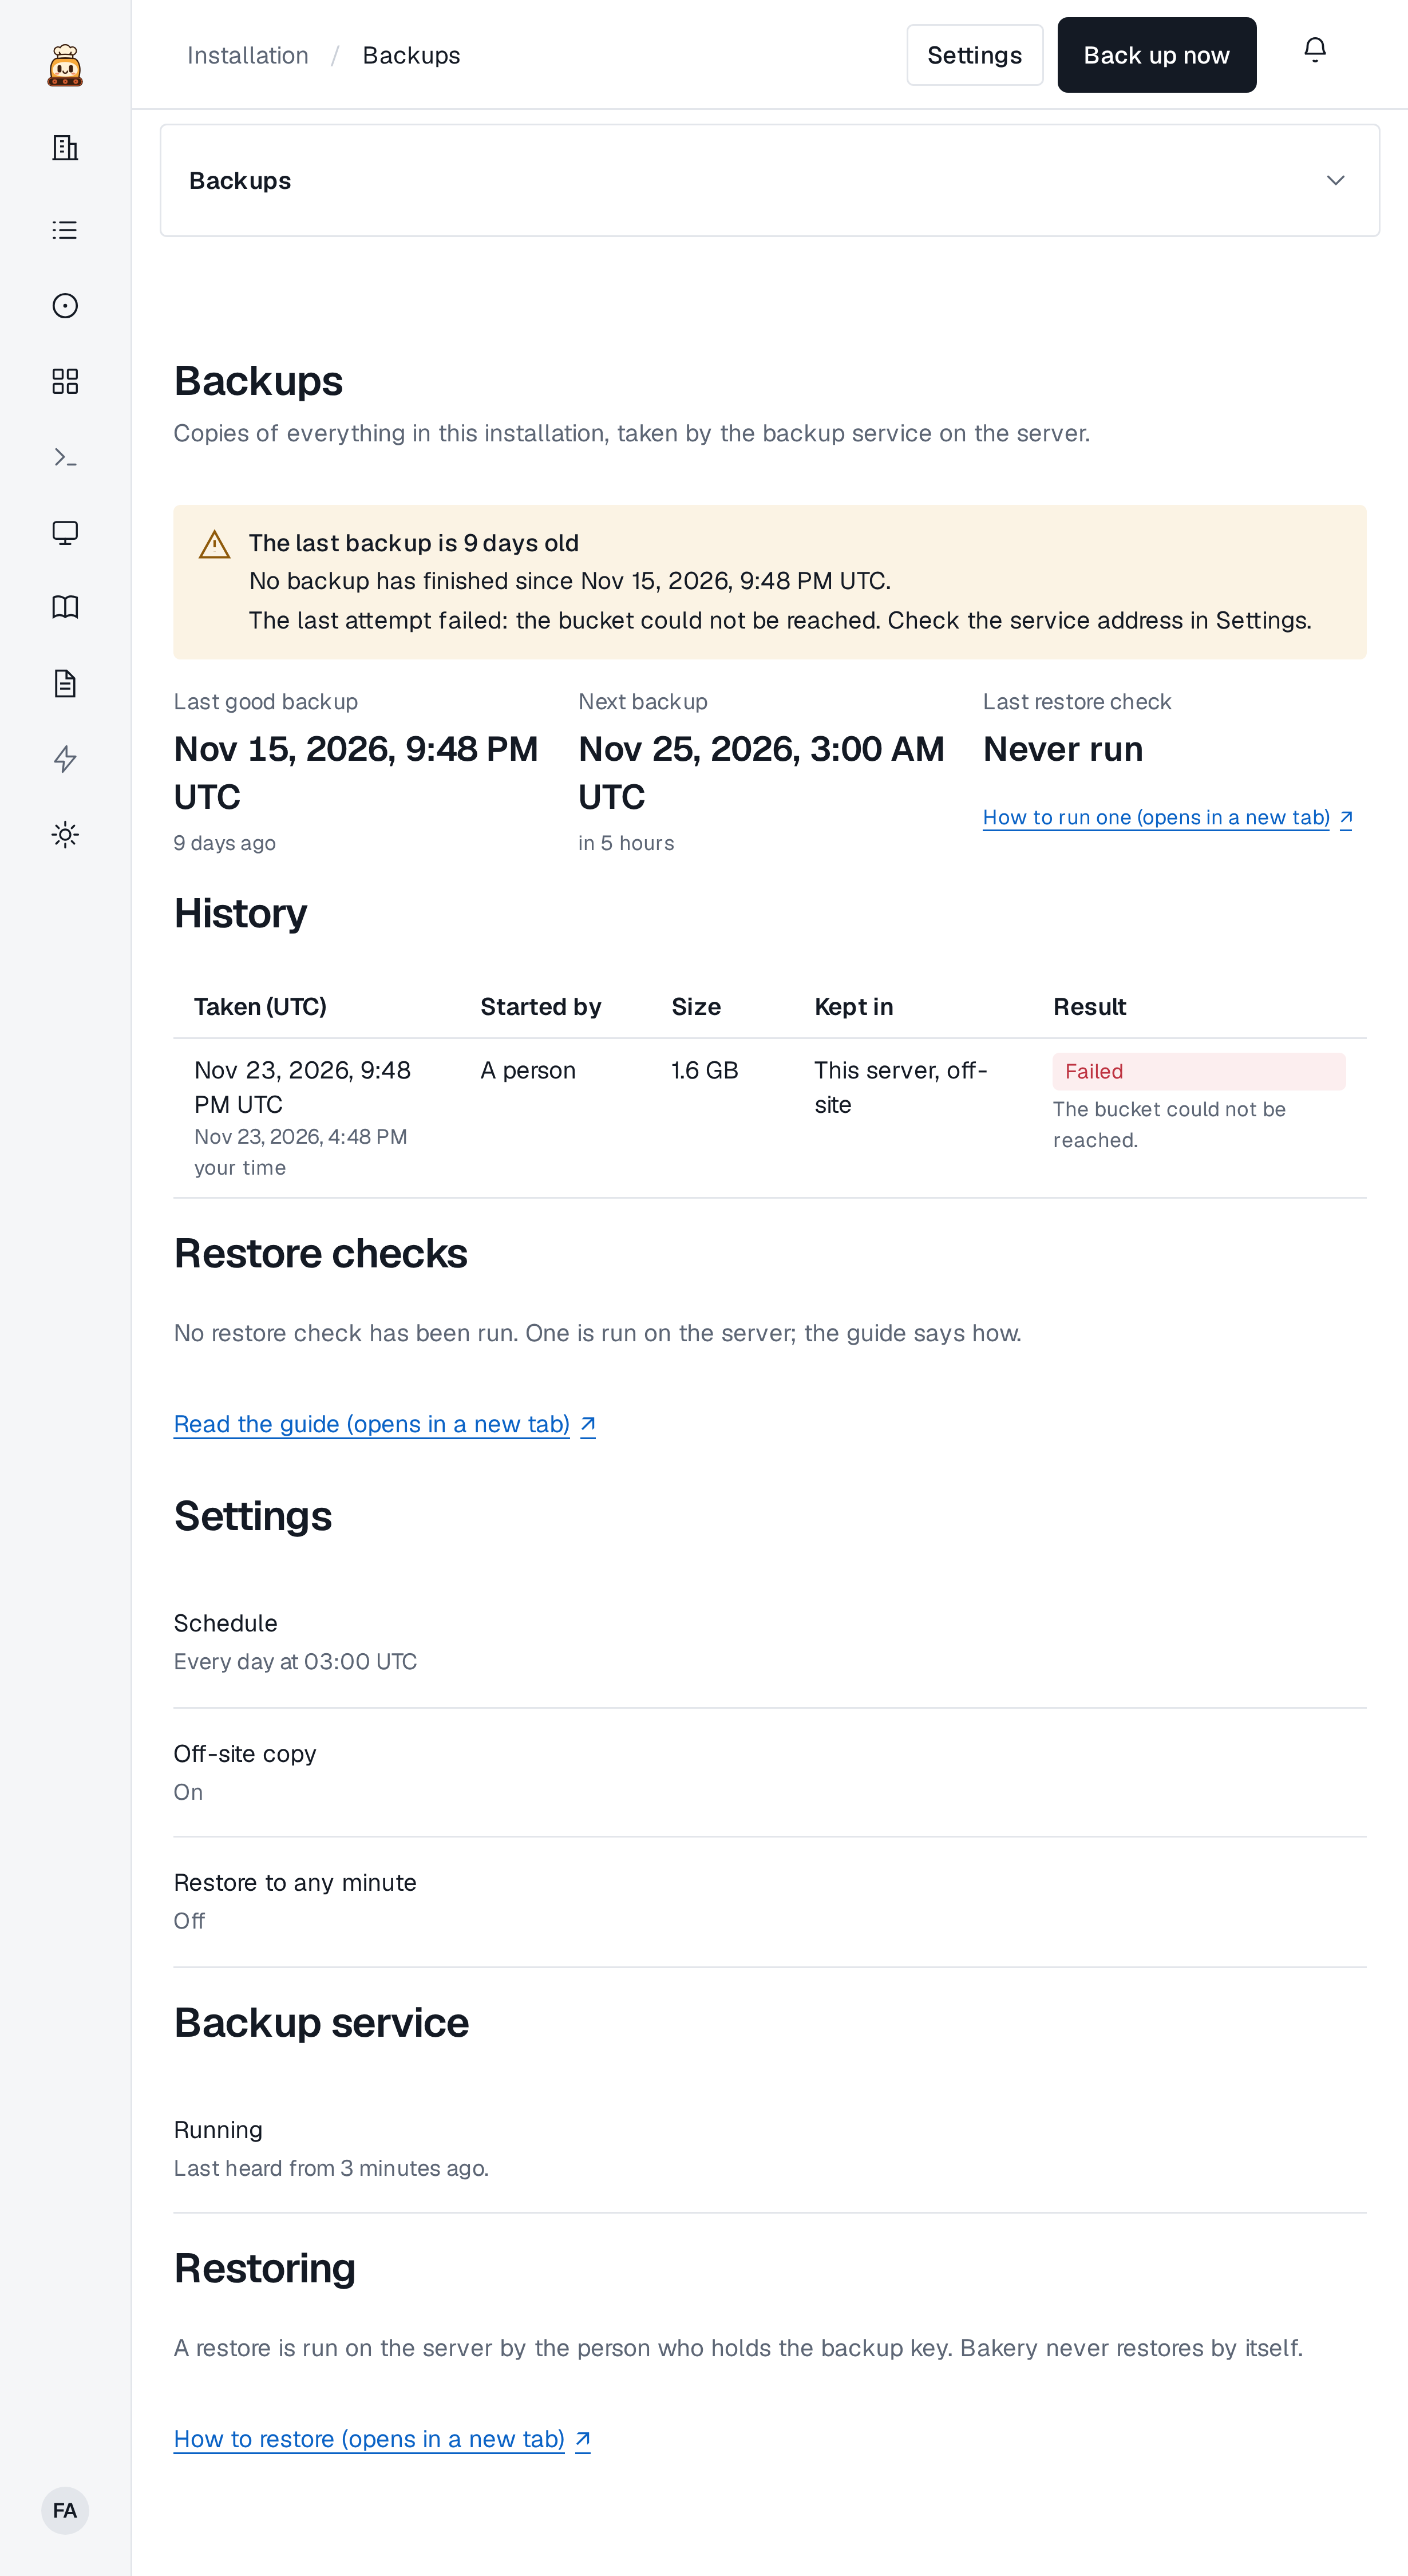 Installation / Backups
Settings
Back up now
Backups
Backups
Copies of everything in this installation, taken by the backup service on the server.
The last backup is 9 days old
No backup has finished since Nov 15, 2026, 9:48 PM UTC.
The last attempt failed: the bucket could not be reached. Check the service address in Settings.
Last good backup
Nov 15, 2026, 9:48 PM
UTC
9 days ago
Next backup
Nov 25, 2026, 3:00 AM
UTC
in 5 hours
Last restore check
Never run
How to run one (opens in a new tab)
History
Taken (UTC) Started by Size Kept in Result
Nov 23, 2026, 9:48
PM UTC
Nov 23, 2026, 4:48 PM
your time
A person
1.6 GB
This server, off-
site
Failed
The bucket could not be
reached.
Restore checks
No restore check has been run. One is run on the server; the guide says how.
Read the guide (opens in a new tab)
Settings
Schedule
Every day at 03:00 UTC
Off-site copy
On
Restore to any minute
Off
Backup service
Running
Last heard from 3 minutes ago.
Restoring
A restore is run on the server by the person who holds the backup key. Bakery never restores by itself.
How to restore (opens in a new tab)
FA